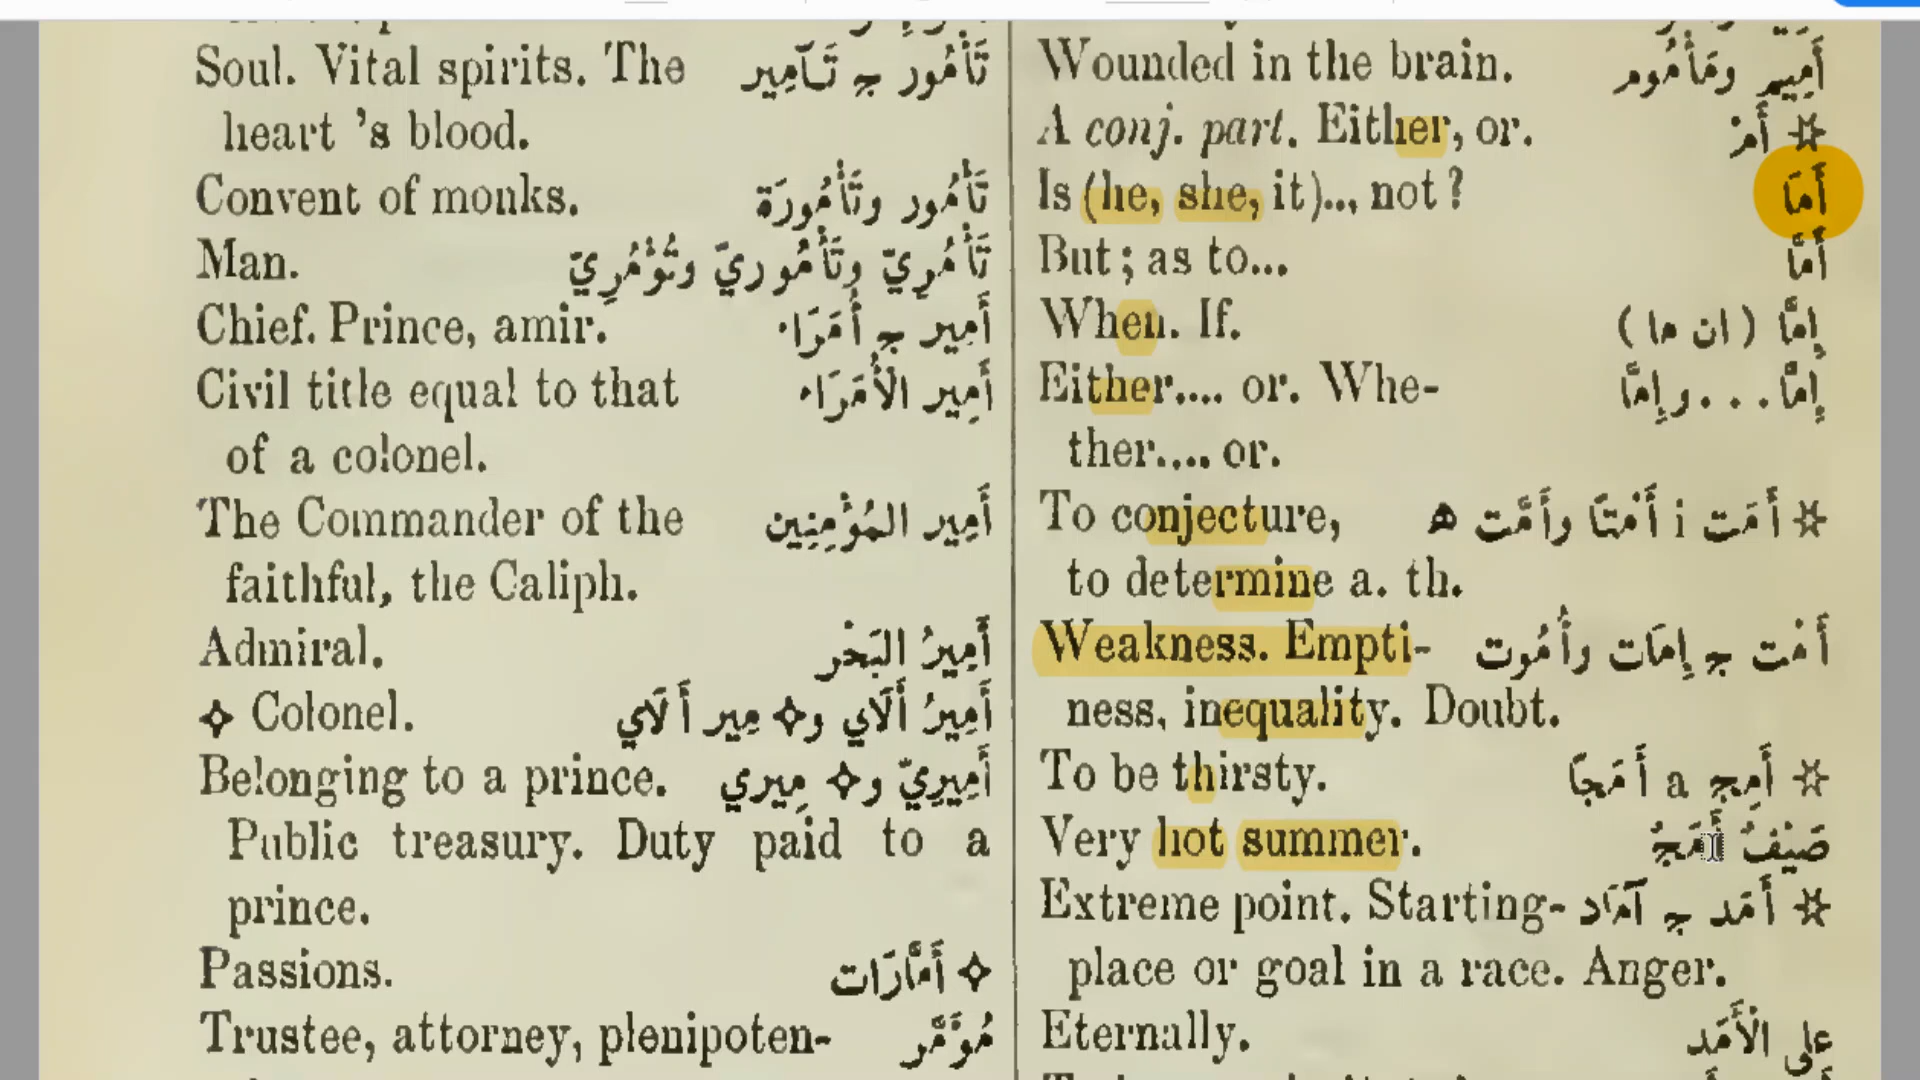 Soul. Vital spirits. The تَأْمُور ج تَآمِير
heart 's blood.
Convent of monks. تَأْمُور وتَأْمُورَة
Man. تَأْمُرِيّ وتَأْمُورِيّ وتُؤْمُرِيّ
Chief. Prince, amir. أَمِير ج أُمَرَاء
Civil title equal to that أَمِير الْأُمَرَاء
of a colonel.
The Commander of the أَمِير المُؤْمِنِين
faithful, the Caliph.
Admiral. أَمِيرُ البَحْر
✧ Colonel. أَمِيرُ أَلَاي و✧ مِير أَلَاي
Belonging to a prince. أَمِيرِيّ و✧ مِيري
Public treasury. Duty paid to a
prince.
Passions. ✧ أَمَّارَات
Trustee, attorney, plenipoten- مُؤَمَّر
Wounded in the brain. أَمِيم ومَأْمُوم
A conj. part. Either, or. ☆ أَمْ
Is (he, she, it)..., not? أَمَا
But; as to... أَمَّا
When. If. إِمَّا (ان ما)
Either.... or. Whe- إِمَّا...وإِمَّا
ther.... or.
To conjecture, ☆ أَمَت i أَمْتًا وأَمَّت ه
to determine a. th.
Weakness. Empti- أَمْت ج إِمَات وأُمُوت
ness, inequality. Doubt.
To be thirsty. ☆ أَمِج a أَمَجًا
Very hot summer. صَيْفٌ أَمَجٌ
Extreme point. Starting- ☆ أَمَد ج آمَاد
place or goal in a race. Anger.
Eternally. على الْأَمَد